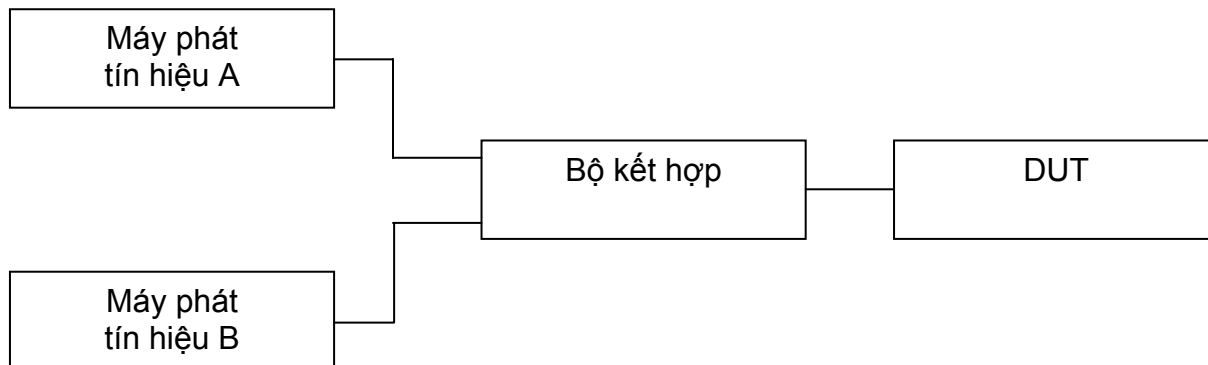 Máy phát
tín hiệu A
Bộ kết hợp
DUT
Máy phát
tín hiệu B